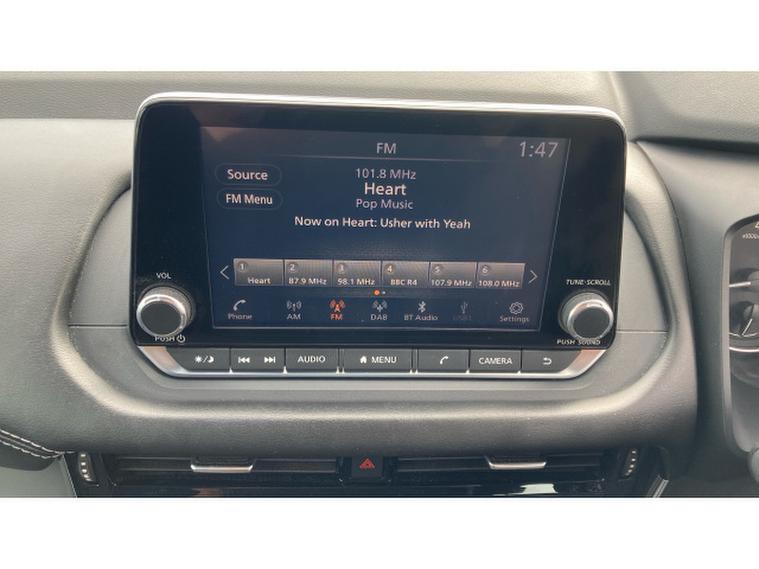 FM
1:47
Source
101.8 MHz
Heart
FM Menu
Pop Music
Now on Heart: Usher with Yeah
1 2 3 4 5 6
Heart 87.9 MHz 98.1 MHz BBC R4 107.9 MHz 108.0 MHz
VOL
TUNE·SCROLL
Phone AM FM DAB BT Audio USB1 Settings
PUSH
PUSH SOUND
AUDIO MENU CAMERA